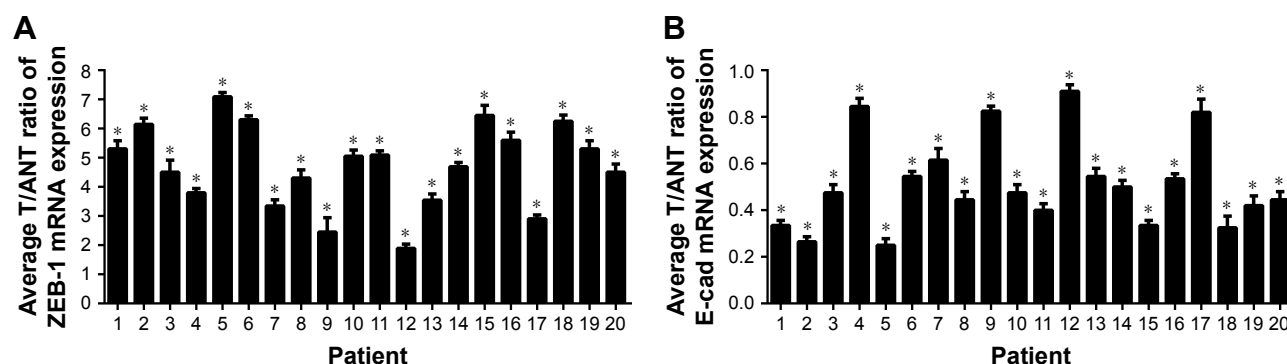 A
Average T/ANT ratio of
ZEB-1 mRNA expression
8
7
6
5
4
3
2
1
0
* * * * * * * * * * * * * * * * * * * *
1 2 3 4 5 6 7 8 9 10 11 12 13 14 15 16 17 18 19 20
Patient
B
Average T/ANT ratio of
E-cad mRNA expression
1.0
0.8
0.6
0.4
0.2
0.0
* * * * * * * * * * * * * * * * * * * *
1 2 3 4 5 6 7 8 9 10 11 12 13 14 15 16 17 18 19 20
Patient